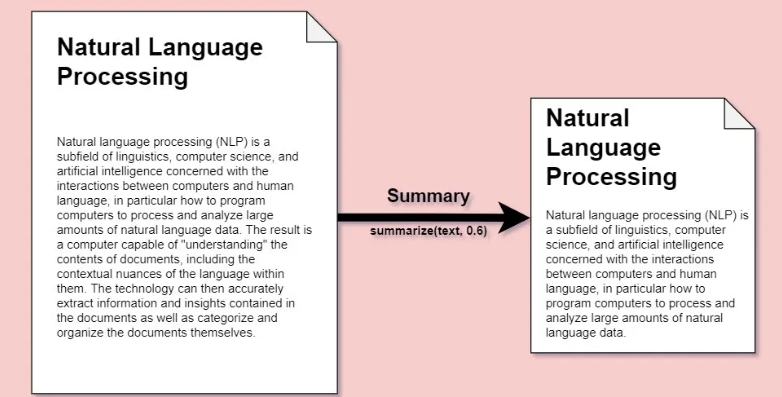 Natural Language
Processing
Natural language processing (NLP) is a
subfield of linguistics, computer science, and
artificial intelligence concerned with the
interactions between computers and human
language, in particular how to program
computers to process and analyze large
amounts of natural language data. The result is
a computer capable of "understanding" the
contents of documents, including the
contextual nuances of the language within
them. The technology can then accurately
extract information and insights contained in
the documents as well as categorize and
organize the documents themselves.
Summary
summarize(text, 0.6)
Natural
Language
Processing
Natural language processing (NLP) is
a subfield of linguistics, computer
science, and artificial intelligence
concerned with the interactions
between computers and human
language, in particular how to
program computers to process and
analyze large amounts of natural
language data.